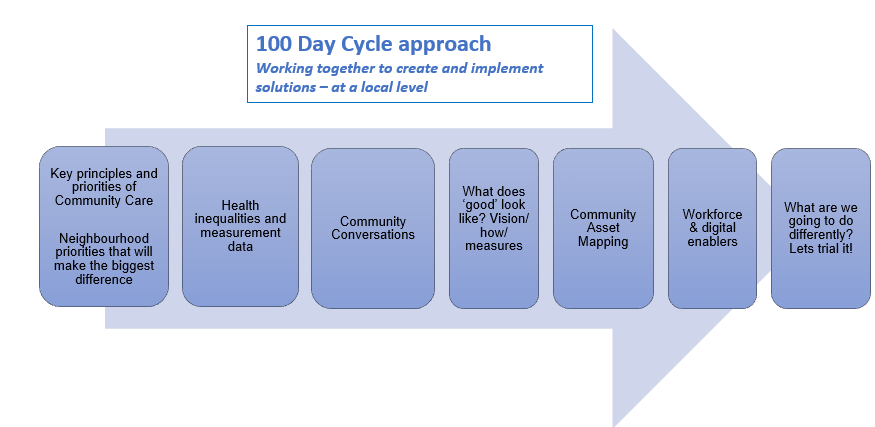 100 Day Cycle approach
Working together to create and implement
solutions – at a local level
Key principles and
priorities of
Community Care
Neighbourhood
priorities that will
make the biggest
difference
Health
inequalities and
measurement
data
Community
Conversations
What does
‘good’ look
like? Vision/
how/
measures
Community
Asset
Mapping
Workforce
& digital
enablers
What are we
going to do
differently?
Lets trial it!